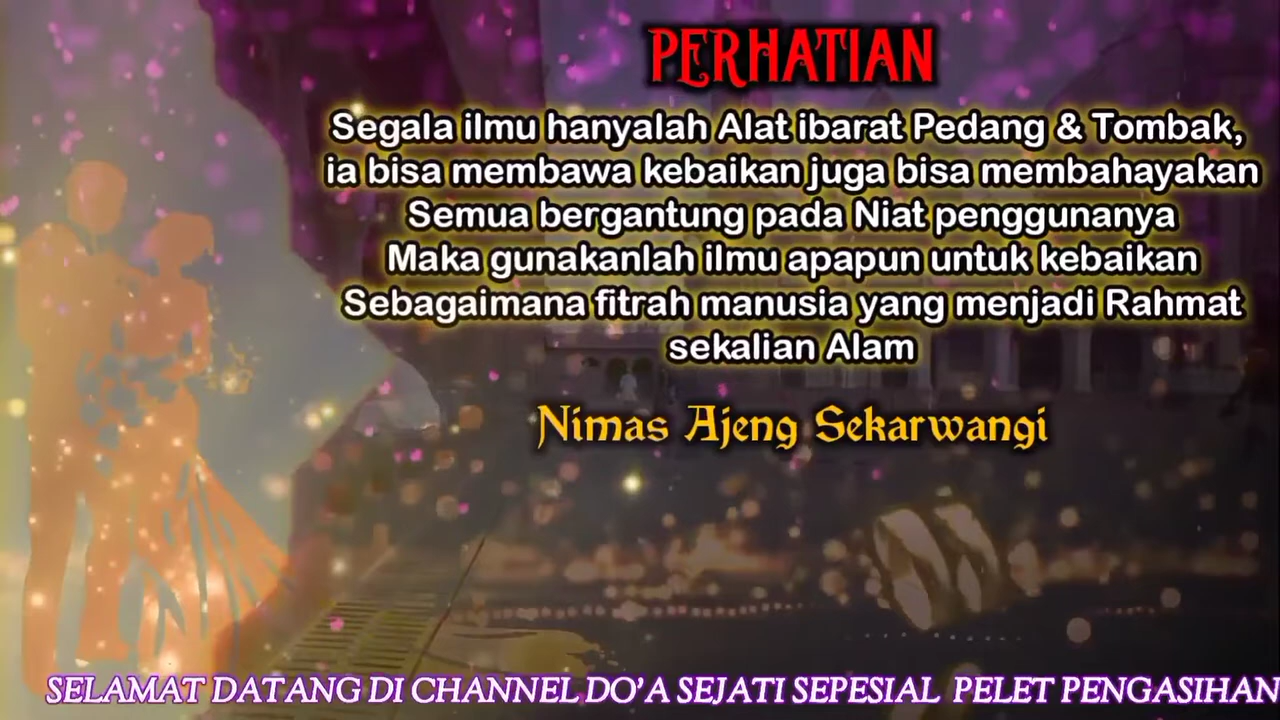 PERHATIAN
Segala ilmu hanyalah Alat ibarat Pedang & Tombak,
ia bisa membawa kebaikan juga bisa membahayakan
Semua bergantung pada Niat penggunanya
Maka gunakanlah ilmu apapun untuk kebaikan
Sebagaimana fitrah manusia yang menjadi Rahmat
sekalian Alam
Nimas Ajeng Sekarwangi
SELAMAT DATANG DI CHANNEL DO'A SEJATI SEPESIAL PELET PENGASIHAN